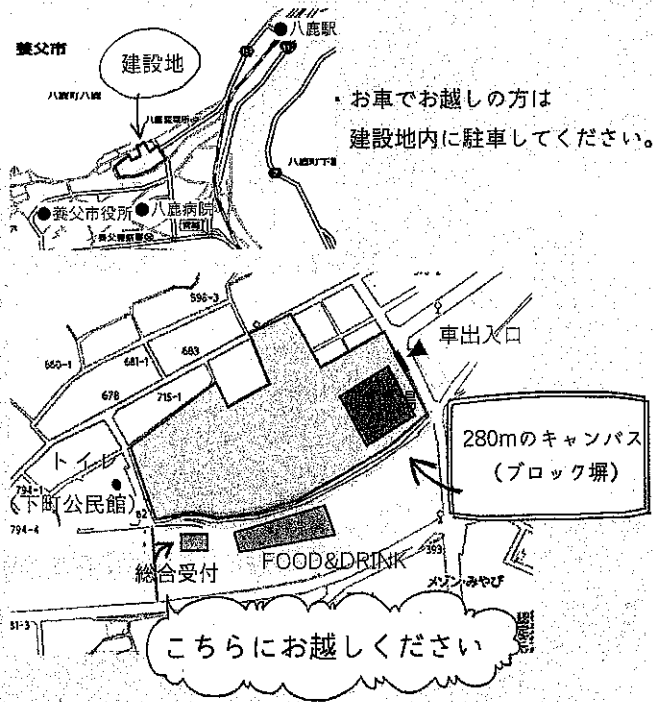 八鹿駅
養父市
建設地
八鹿町八鹿
・お車でお越しの方は
建設地内に駐車してください。
八鹿町下網
●養父市役所 ●八鹿病院
596-3
車出入口
660-1
681-1
683
678
715-1
280mのキャンバス
(ブロック塀)
トイレ
(下町公民館)
794-1
794-4
82
総合受付
FOOD&DRINK
393
メゾン・みやび
81-3
こちらにお越しください